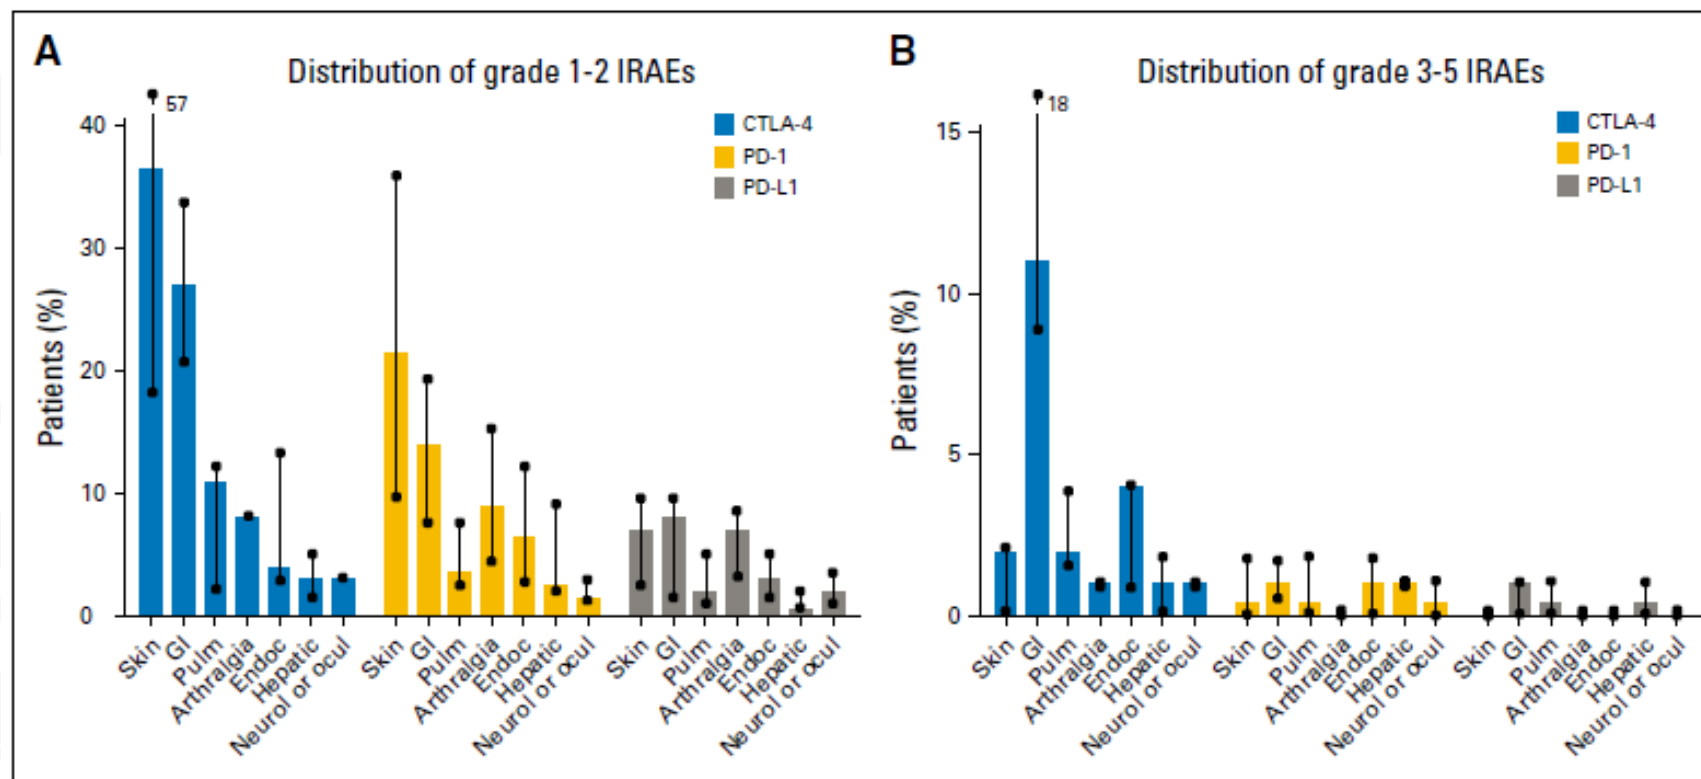 A
Distribution of grade 1-2 IRAEs
57
CTLA-4
PD-1
PD-L1
Patients (%)
40
30
20
10
0
Skin
GI
Pulm
Arthralgia
Endoc
Hepatic
Neurol or ocul
Skin
GI
Pulm
Arthralgia
Endoc
Hepatic
Neurol or ocul
Skin
GI
Pulm
Arthralgia
Endoc
Hepatic
Neurol or ocul
B
Distribution of grade 3-5 IRAEs
18
CTLA-4
PD-1
PD-L1
Patients (%)
15
10
5
0
Skin
GI
Pulm
Arthralgia
Endoc
Hepatic
Neurol or ocul
Skin
GI
Pulm
Arthralgia
Endoc
Hepatic
Neurol or ocul
Skin
GI
Pulm
Arthralgia
Endoc
Hepatic
Neurol or ocul